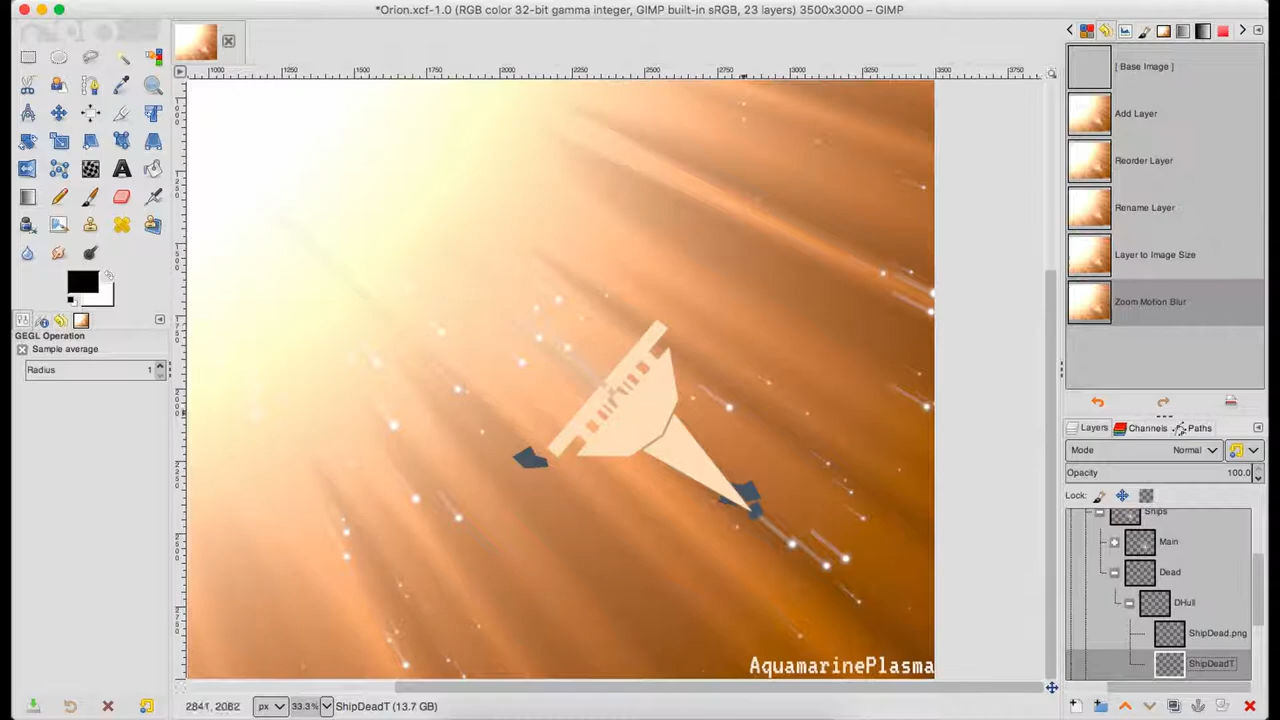 *Orion.xcf-1.0 (RGB color 32-bit gamma integer, GIMP built-in sRGB, 23 layers) 3500x3000 – GIMP
1000 1250 1500 1750 2000 2250 2500 2750 3000 3250 3500 3750
[ Base Image ]
Add Layer
Reorder Layer
Rename Layer
Layer to Image Size
Zoom Motion Blur
GEGL Operation
Sample average
Radius 1
Layers Channels Paths
Mode Normal
Opacity 100.0
Lock:
Ships
Main
Dead
DHull
ShipDead.png
ShipDeadT
AquamarinePlasma
2841, 2082 px 33.3% ShipDeadT (13.7 GB)